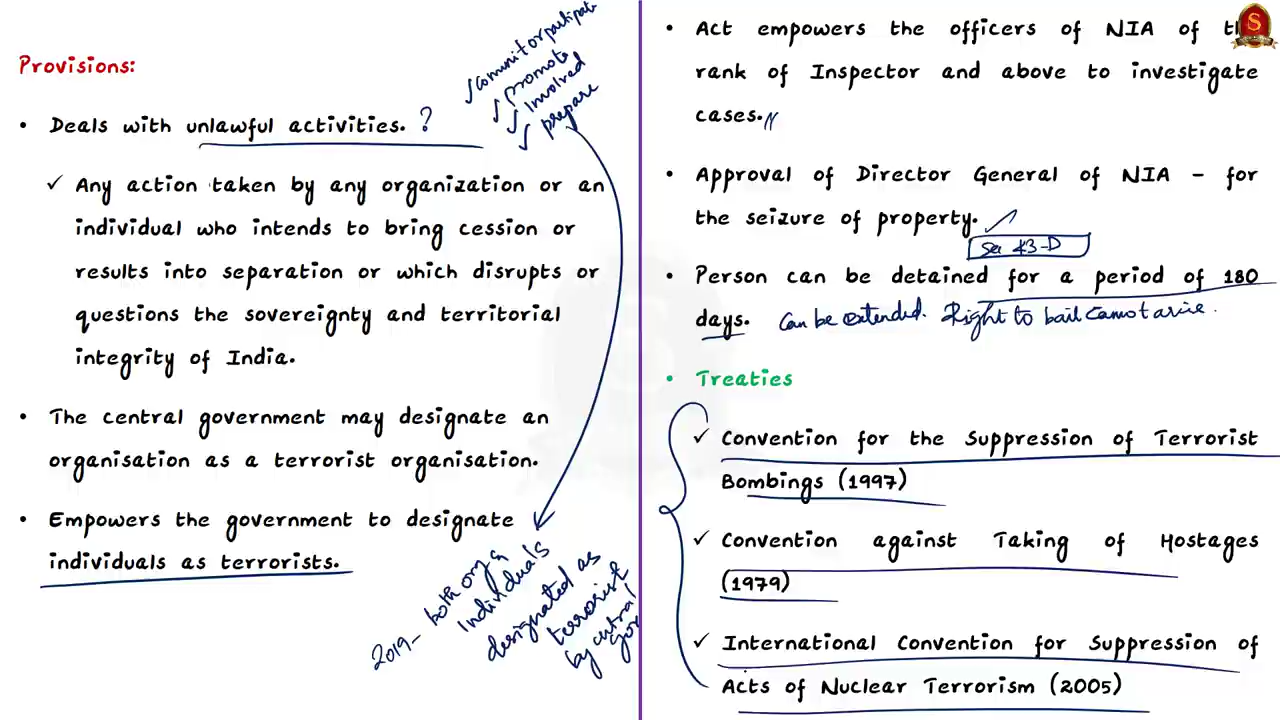 Provisions:
✓ commit or participate
✓ promote
✓ involved
✓ prepare
• Deals with unlawful activities. ?
✓ Any action taken by any organization or an
individual who intends to bring cession or
results into separation or which disrupts or
questions the sovereignty and territorial
integrity of India.
• The central government may designate an
organisation as a terrorist organisation.
• Empowers the government to designate
individuals as terrorists.
2019- both org &
Individuals
designated as
terrorist
by central
gov
• Act empowers the officers of NIA of
rank of Inspector and above to investigate
cases.
• Approval of Director General of NIA - for
the seizure of property. ✓
Sec 43-D
• Person can be detained for a period of 180
days. Can be extended. Right to bail cannot arise.
• Treaties
✓ Convention for the Suppression of Terrorist
Bombings (1997)
✓ Convention against Taking of Hostages
(1979)
✓ International Convention for Suppression of
Acts of Nuclear Terrorism (2005)
S